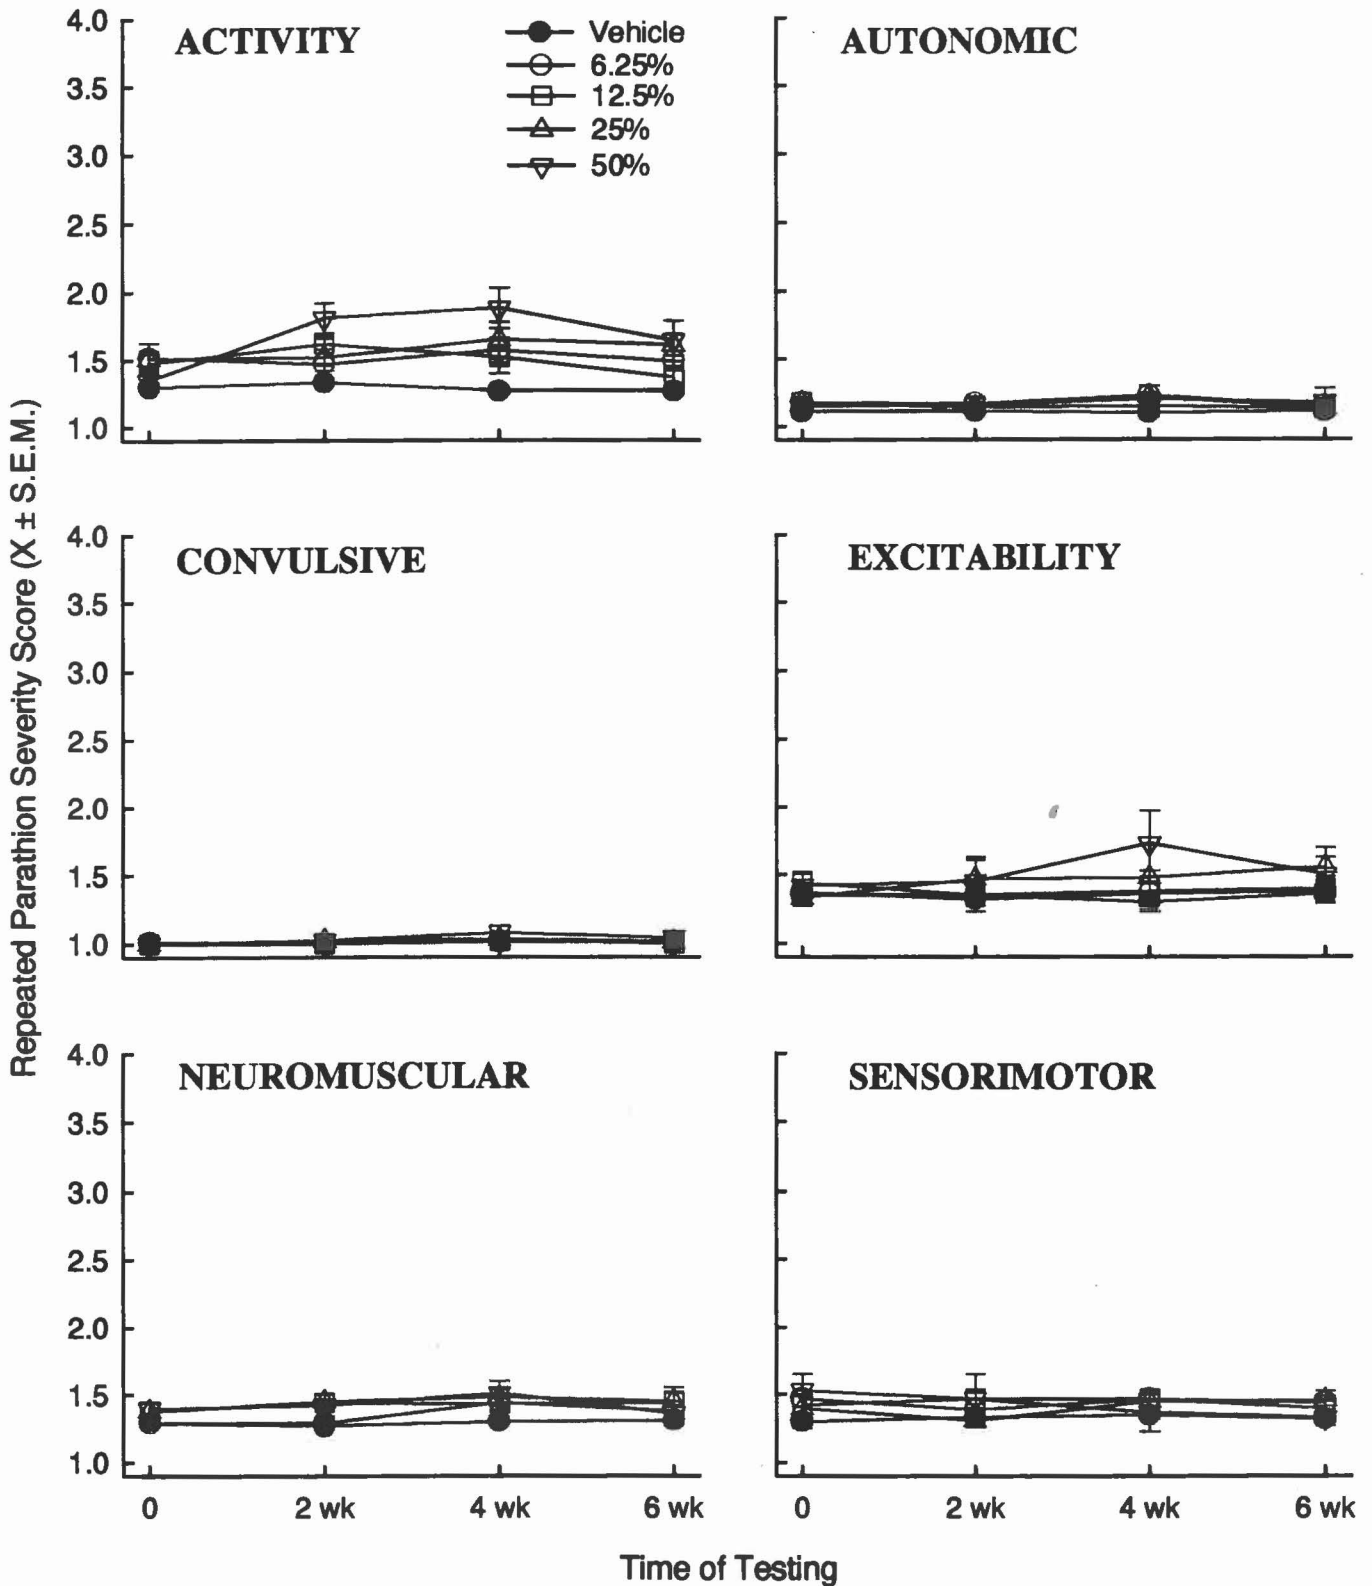 Repeated Parathion Severity Score (X ± S.E.M.)
ACTIVITY
Vehicle
6.25%
12.5%
25%
50%
4.0
3.5
3.0
2.5
2.0
1.5
1.0
AUTONOMIC
CONVULSIVE
4.0
3.5
3.0
2.5
2.0
1.5
1.0
EXCITABILITY
NEUROMUSCULAR
4.0
3.5
3.0
2.5
2.0
1.5
1.0
0 2 wk 4 wk 6 wk
SENSORIMOTOR
0 2 wk 4 wk 6 wk
Time of Testing